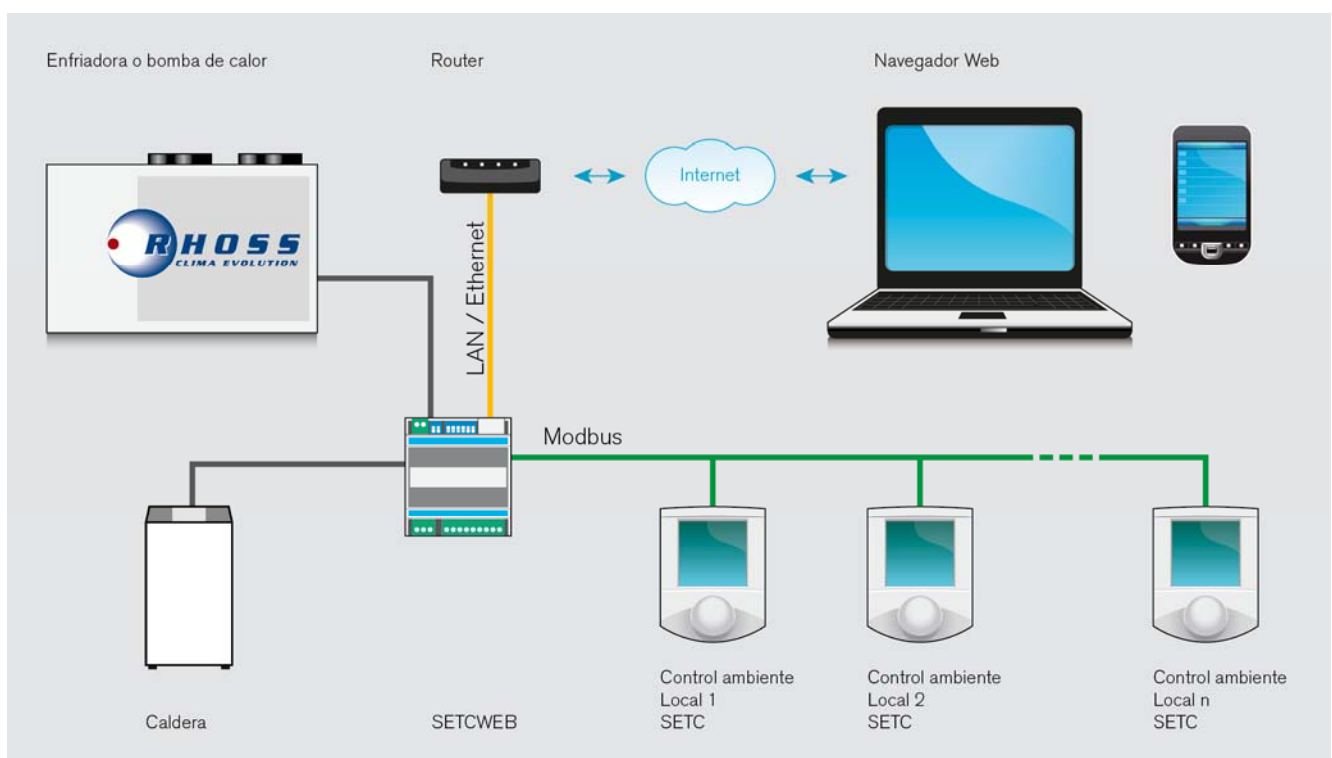 Enfriadora o bomba de calor
Router
Navegador Web
RHOSS
CLIMA EVOLUTION
Internet
LAN / Ethernet
Modbus
Caldera
SETCWEB
Control ambiente
Local 1
SETC
Control ambiente
Local 2
SETC
Control ambiente
Local n
SETC